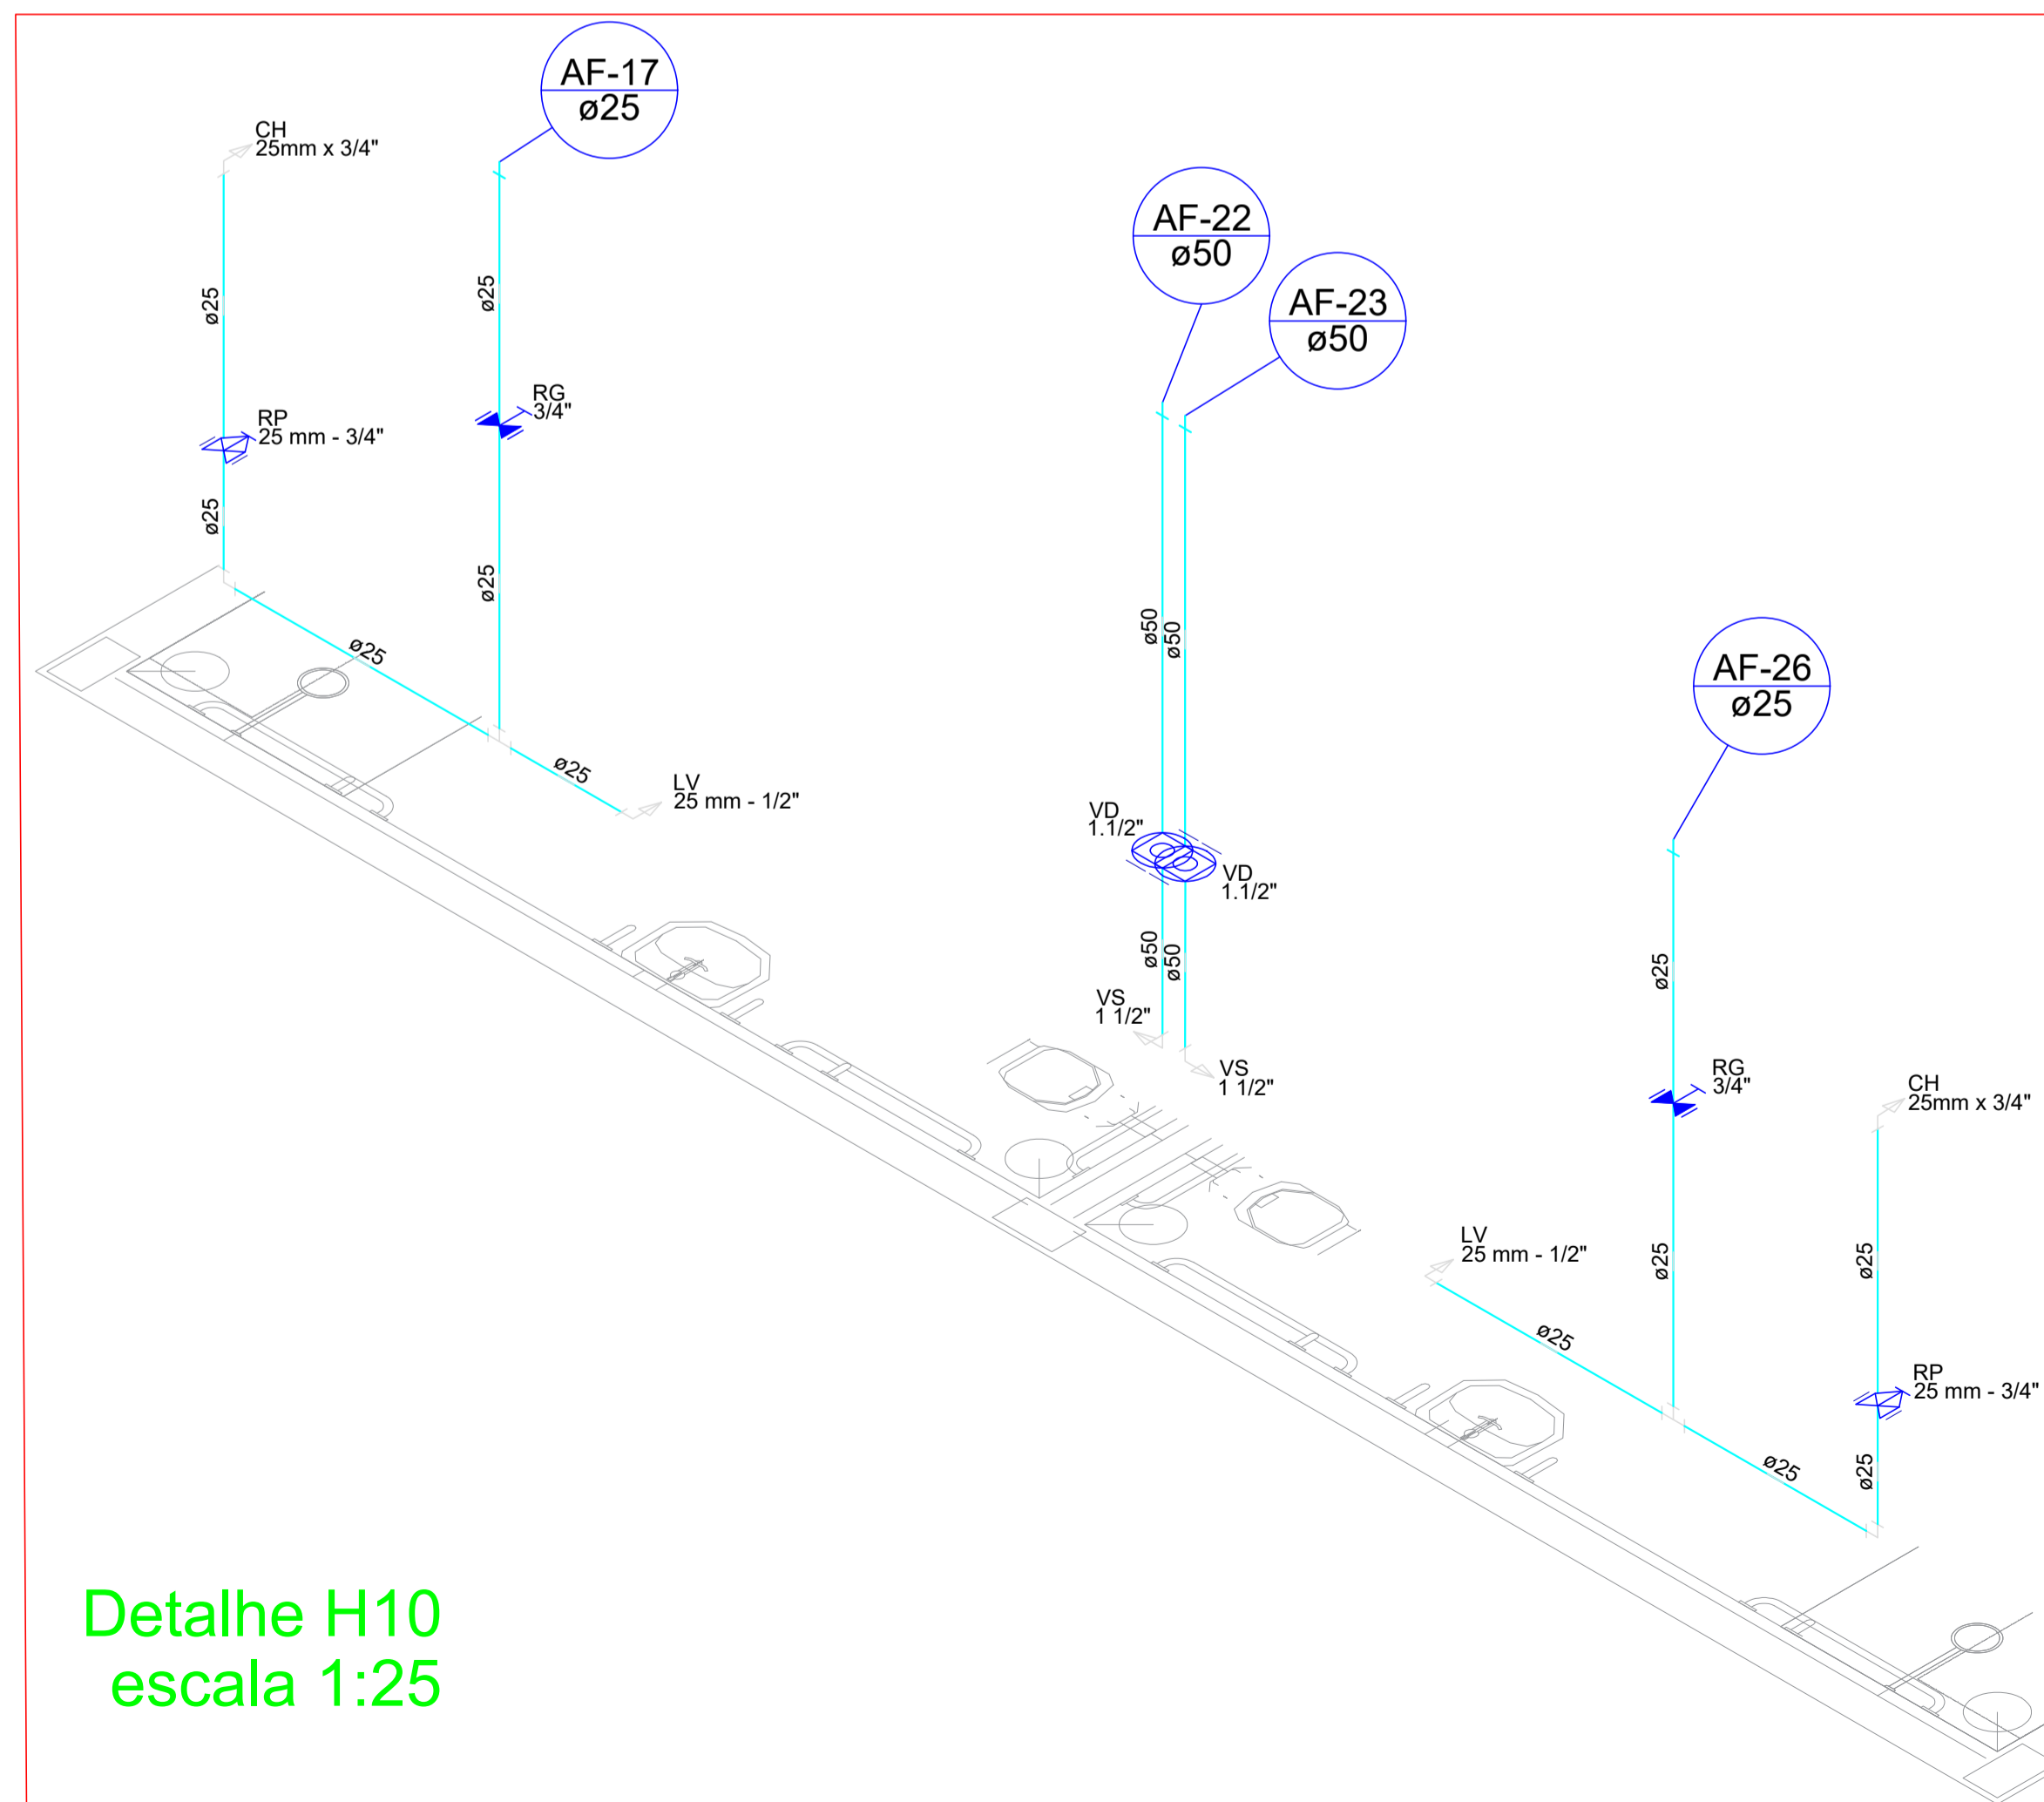 AF-17
ø25
CH
25mm x 3/4"
AF-22
ø50
AF-23
ø50
ø25
ø25
RG
3/4"
RP
25 mm - 3/4"
ø25
ø25
ø50
ø50
ø25
AF-26
ø25
ø25
LV
25 mm - 1/2"
VD
1.1/2"
VD
1.1/2"
ø50
ø50
ø25
VS
1 1/2"
VS
1 1/2"
RG
3/4"
CH
25mm x 3/4"
LV
25 mm - 1/2"
ø25
ø25
ø25
RP
25 mm - 3/4"
ø25
ø25
Detalhe H10
escala 1:25